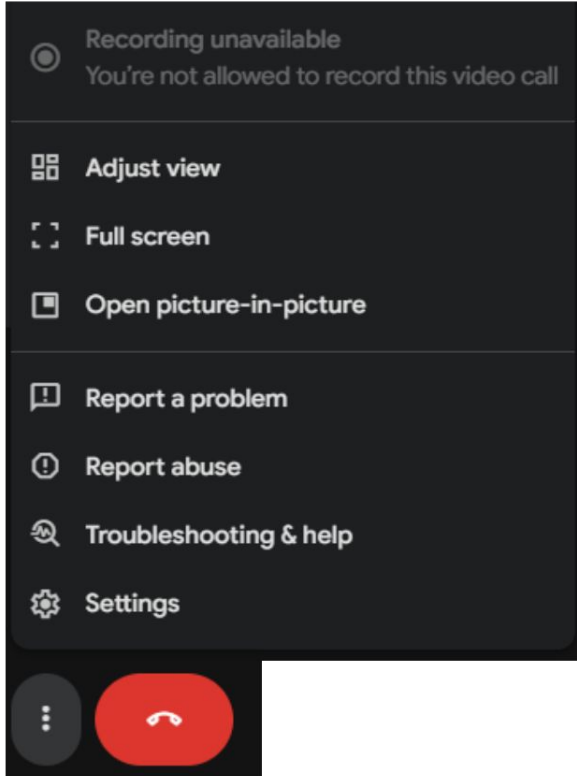 Recording unavailable
You’re not allowed to record this video call
Adjust view
Full screen
Open picture-in-picture
Report a problem
Report abuse
Troubleshooting & help
Settings